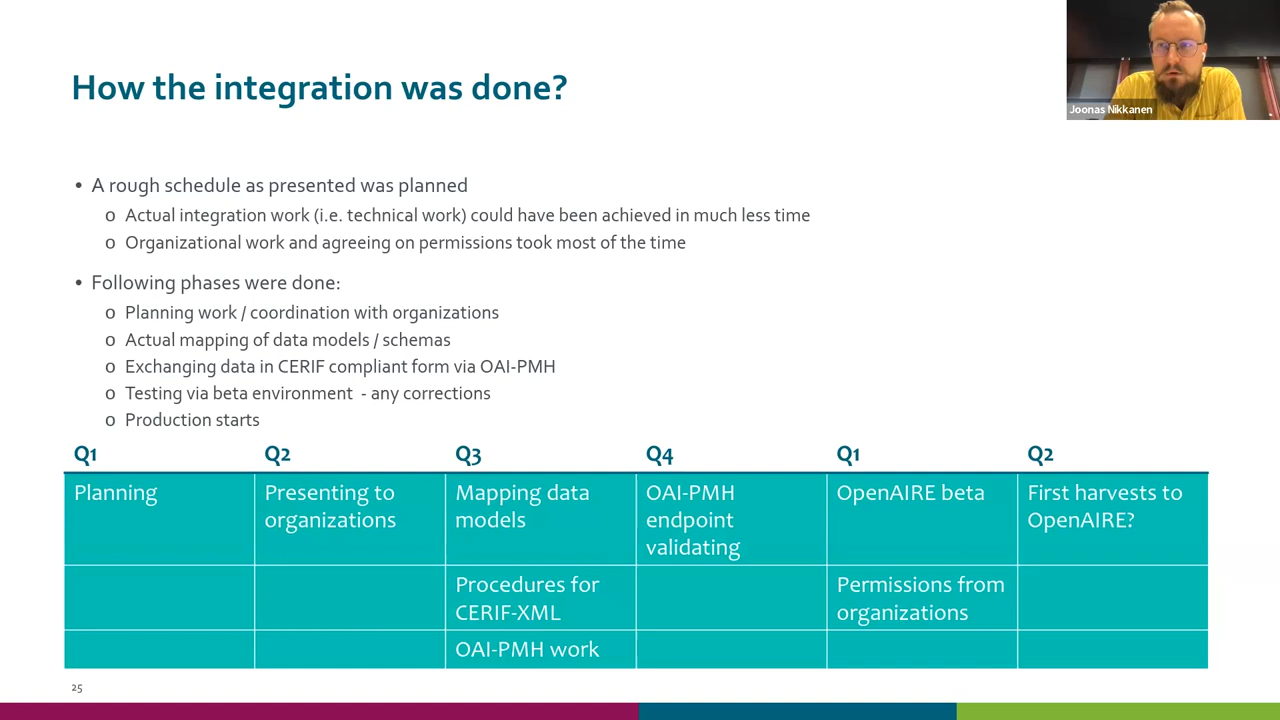 How the integration was done?
Joonas Nikkanen
• A rough schedule as presented was planned
o Actual integration work (i.e. technical work) could have been achieved in much less time
o Organizational work and agreeing on permissions took most of the time
• Following phases were done:
o Planning work / coordination with organizations
o Actual mapping of data models / schemas
o Exchanging data in CERIF compliant form via OAI-PMH
o Testing via beta environment - any corrections
o Production starts
Q1 Q2 Q3 Q4 Q1 Q2
Planning
Presenting to
organizations
Mapping data
models
OAI-PMH
endpoint
validating
OpenAIRE beta
First harvests to
OpenAIRE?
Procedures for
CERIF-XML
Permissions from
organizations
OAI-PMH work
25